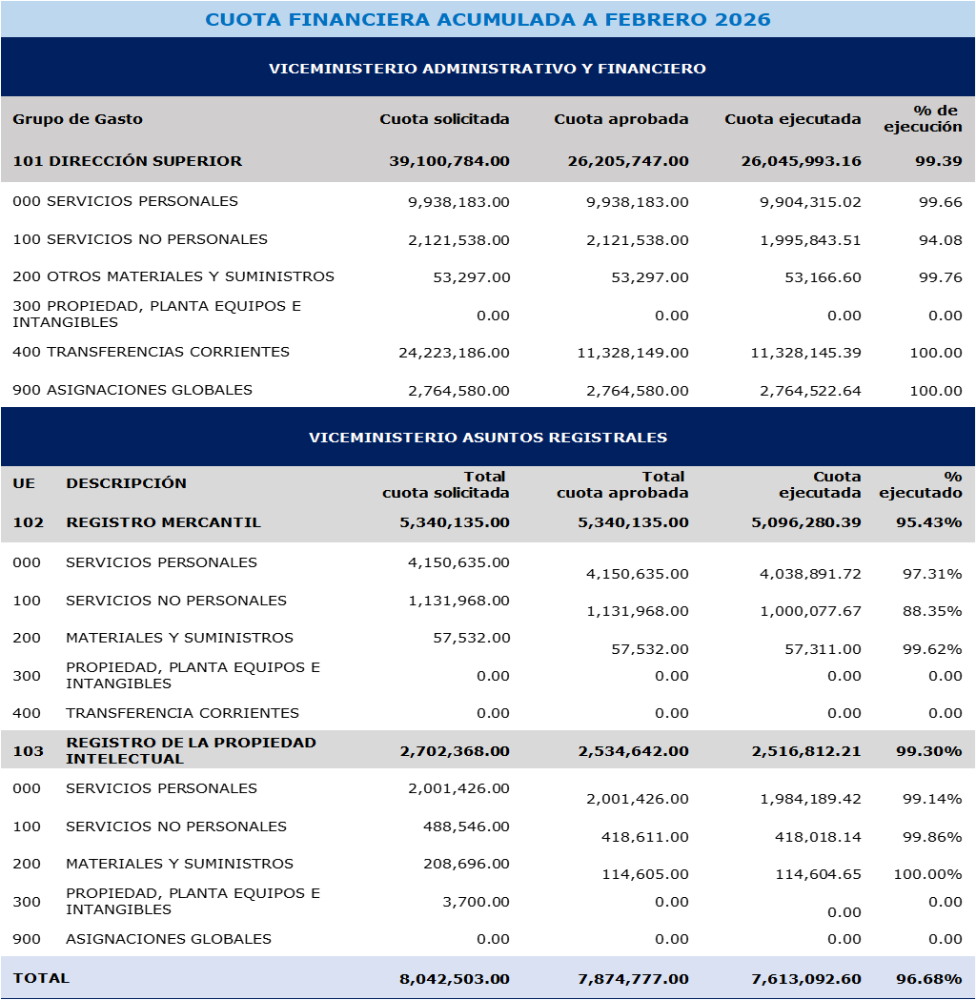 CUOTA FINANCIERA ACUMULADA A FEBRERO 2026
VICEMINISTERIO ADMINISTRATIVO Y FINANCIERO
Grupo de Gasto Cuota solicitada Cuota aprobada Cuota ejecutada % de ejecución
101 DIRECCIÓN SUPERIOR 39,100,784.00 26,205,747.00 26,045,993.16 99.39
000 SERVICIOS PERSONALES 9,938,183.00 9,938,183.00 9,904,315.02 99.66
100 SERVICIOS NO PERSONALES 2,121,538.00 2,121,538.00 1,995,843.51 94.08
200 OTROS MATERIALES Y SUMINISTROS 53,297.00 53,297.00 53,166.60 99.76
300 PROPIEDAD, PLANTA EQUIPOS E INTANGIBLES 0.00 0.00 0.00 0.00
400 TRANSFERENCIAS CORRIENTES 24,223,186.00 11,328,149.00 11,328,145.39 100.00
900 ASIGNACIONES GLOBALES 2,764,580.00 2,764,580.00 2,764,522.64 100.00
VICEMINISTERIO ASUNTOS REGISTRALES
UE DESCRIPCIÓN Total cuota solicitada Total cuota aprobada Cuota ejecutada % ejecutado
102 REGISTRO MERCANTIL 5,340,135.00 5,340,135.00 5,096,280.39 95.43%
000 SERVICIOS PERSONALES 4,150,635.00 4,150,635.00 4,038,891.72 97.31%
100 SERVICIOS NO PERSONALES 1,131,968.00 1,131,968.00 1,000,077.67 88.35%
200 MATERIALES Y SUMINISTROS 57,532.00 57,532.00 57,311.00 99.62%
300 PROPIEDAD, PLANTA EQUIPOS E INTANGIBLES 0.00 0.00 0.00 0.00%
400 TRANSFERENCIA CORRIENTES 0.00 0.00 0.00 0.00%
103 REGISTRO DE LA PROPIEDAD INTELECTUAL 2,702,368.00 2,534,642.00 2,516,812.21 99.30%
000 SERVICIOS PERSONALES 2,001,426.00 2,001,426.00 1,984,189.42 99.14%
100 SERVICIOS NO PERSONALES 488,546.00 418,611.00 418,018.14 99.86%
200 MATERIALES Y SUMINISTROS 208,696.00 114,605.00 114,604.65 100.00%
300 PROPIEDAD, PLANTA EQUIPOS E INTANGIBLES 3,700.00 0.00 0.00 0.00%
900 ASIGNACIONES GLOBALES 0.00 0.00 0.00 0.00%
TOTAL 8,042,503.00 7,874,777.00 7,613,092.60 96.68%